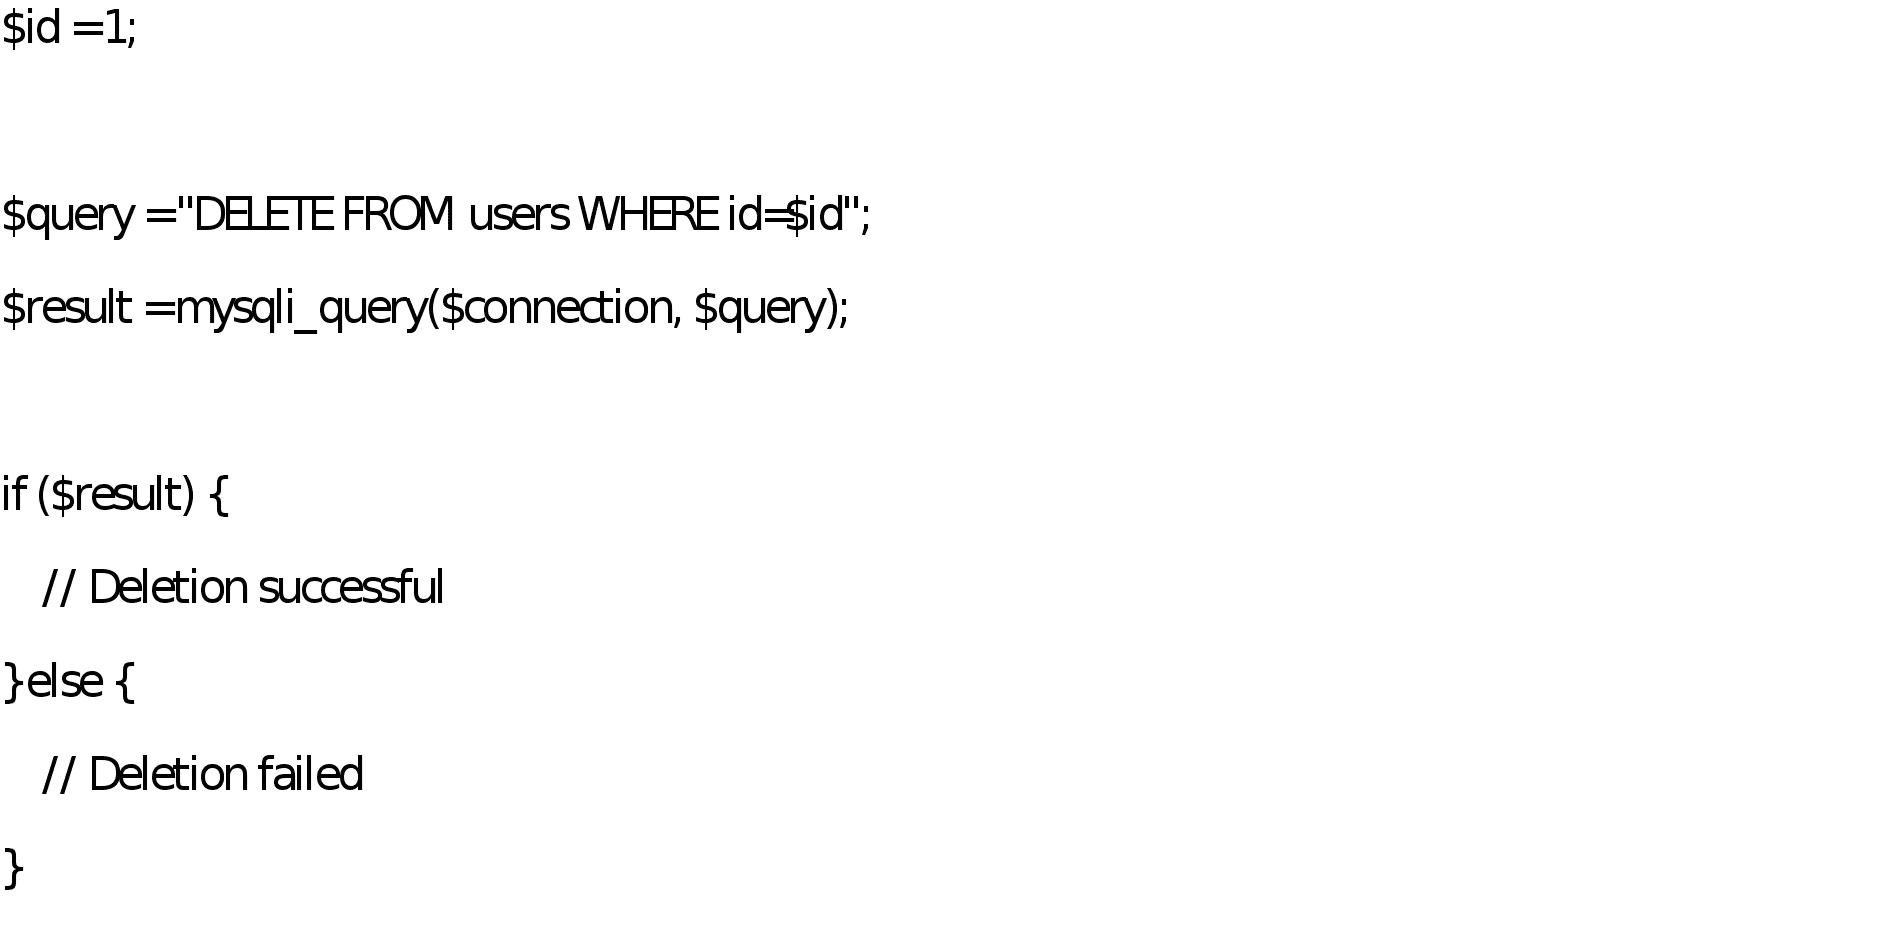 $id = 1;
$query = "DELETE FROM users WHERE id=$id";
$result = mysqli_query($connection, $query);
if ($result) {
// Deletion successful
} else {
// Deletion failed
}